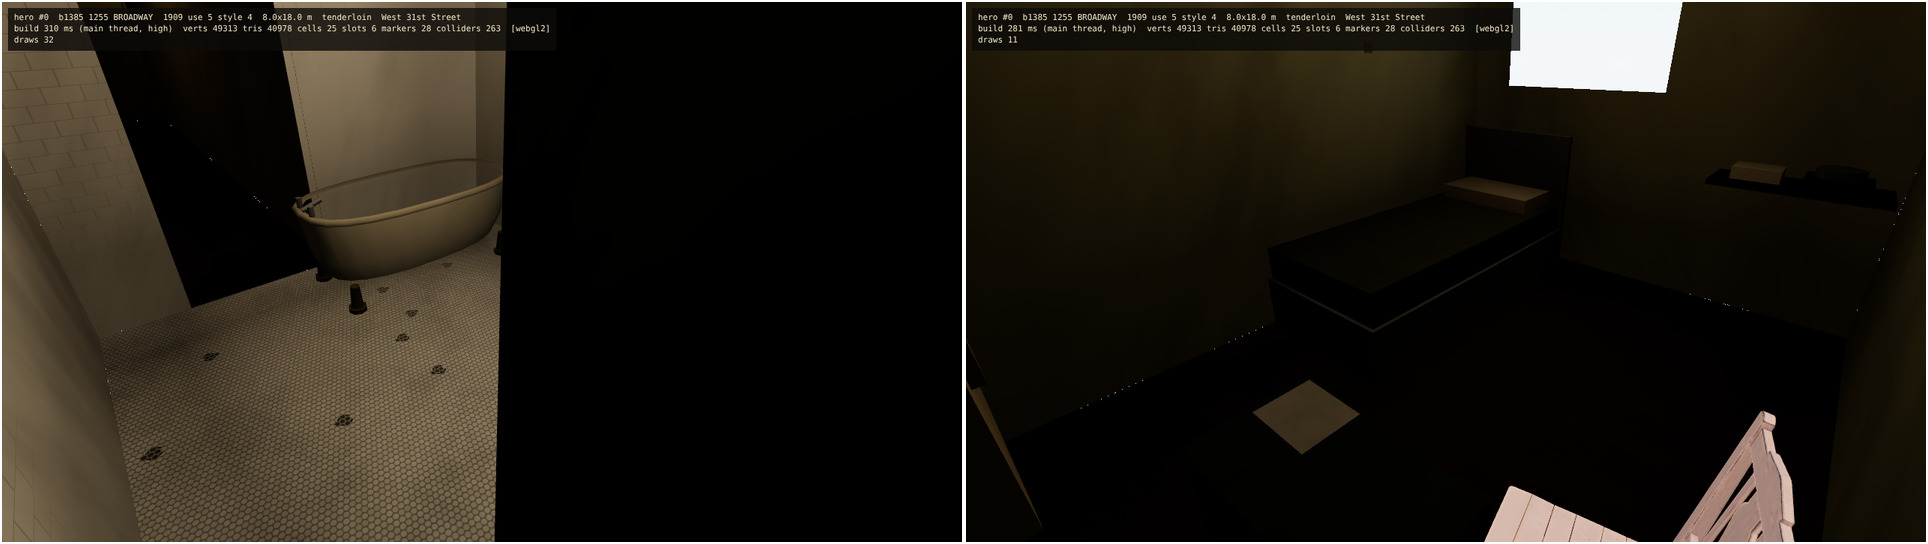 hero #0  b1385 1255 BROADWAY  1909 use 5 style 4  8.0x18.0 m  tenderloin  West 31st Street
build 310 ms (main thread, high)  verts 49313 tris 40978 cells 25 slots 6 markers 28 colliders 263  [webgl2]
draws 32
hero #0  b1385 1255 BROADWAY  1909 use 5 style 4  8.0x18.0 m  tenderloin  West 31st Street
build 281 ms (main thread, high)  verts 49313 tris 40978 cells 25 slots 6 markers 28 colliders 263  [webgl2]
draws 11